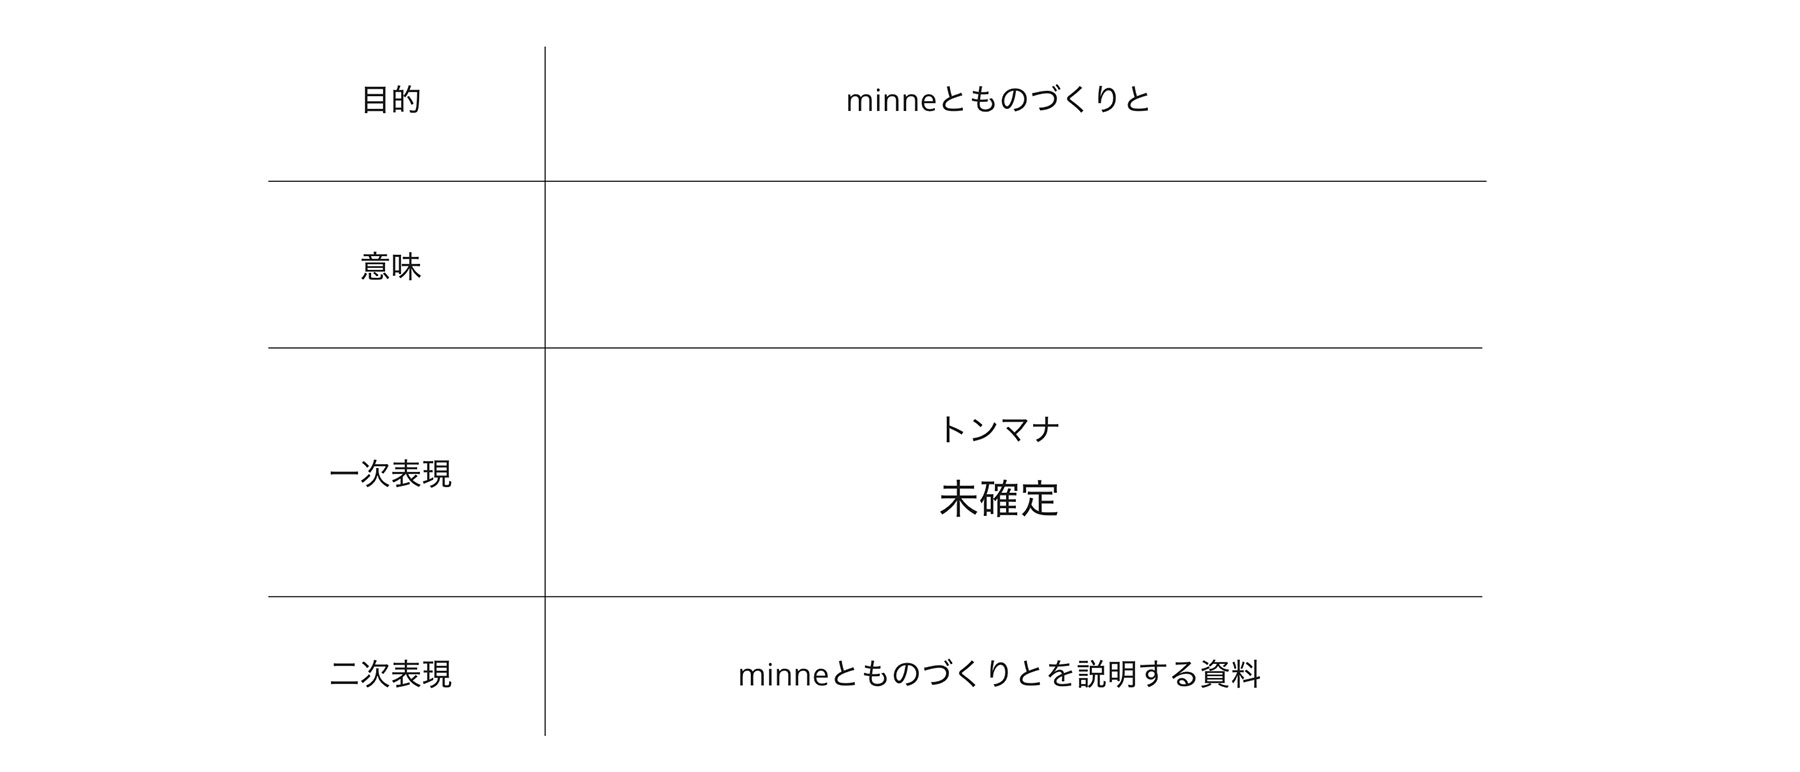 目的
minneとものづくりと
意味
一次表現
トンマナ
未確定
二次表現
minneとものづくりとを説明する資料